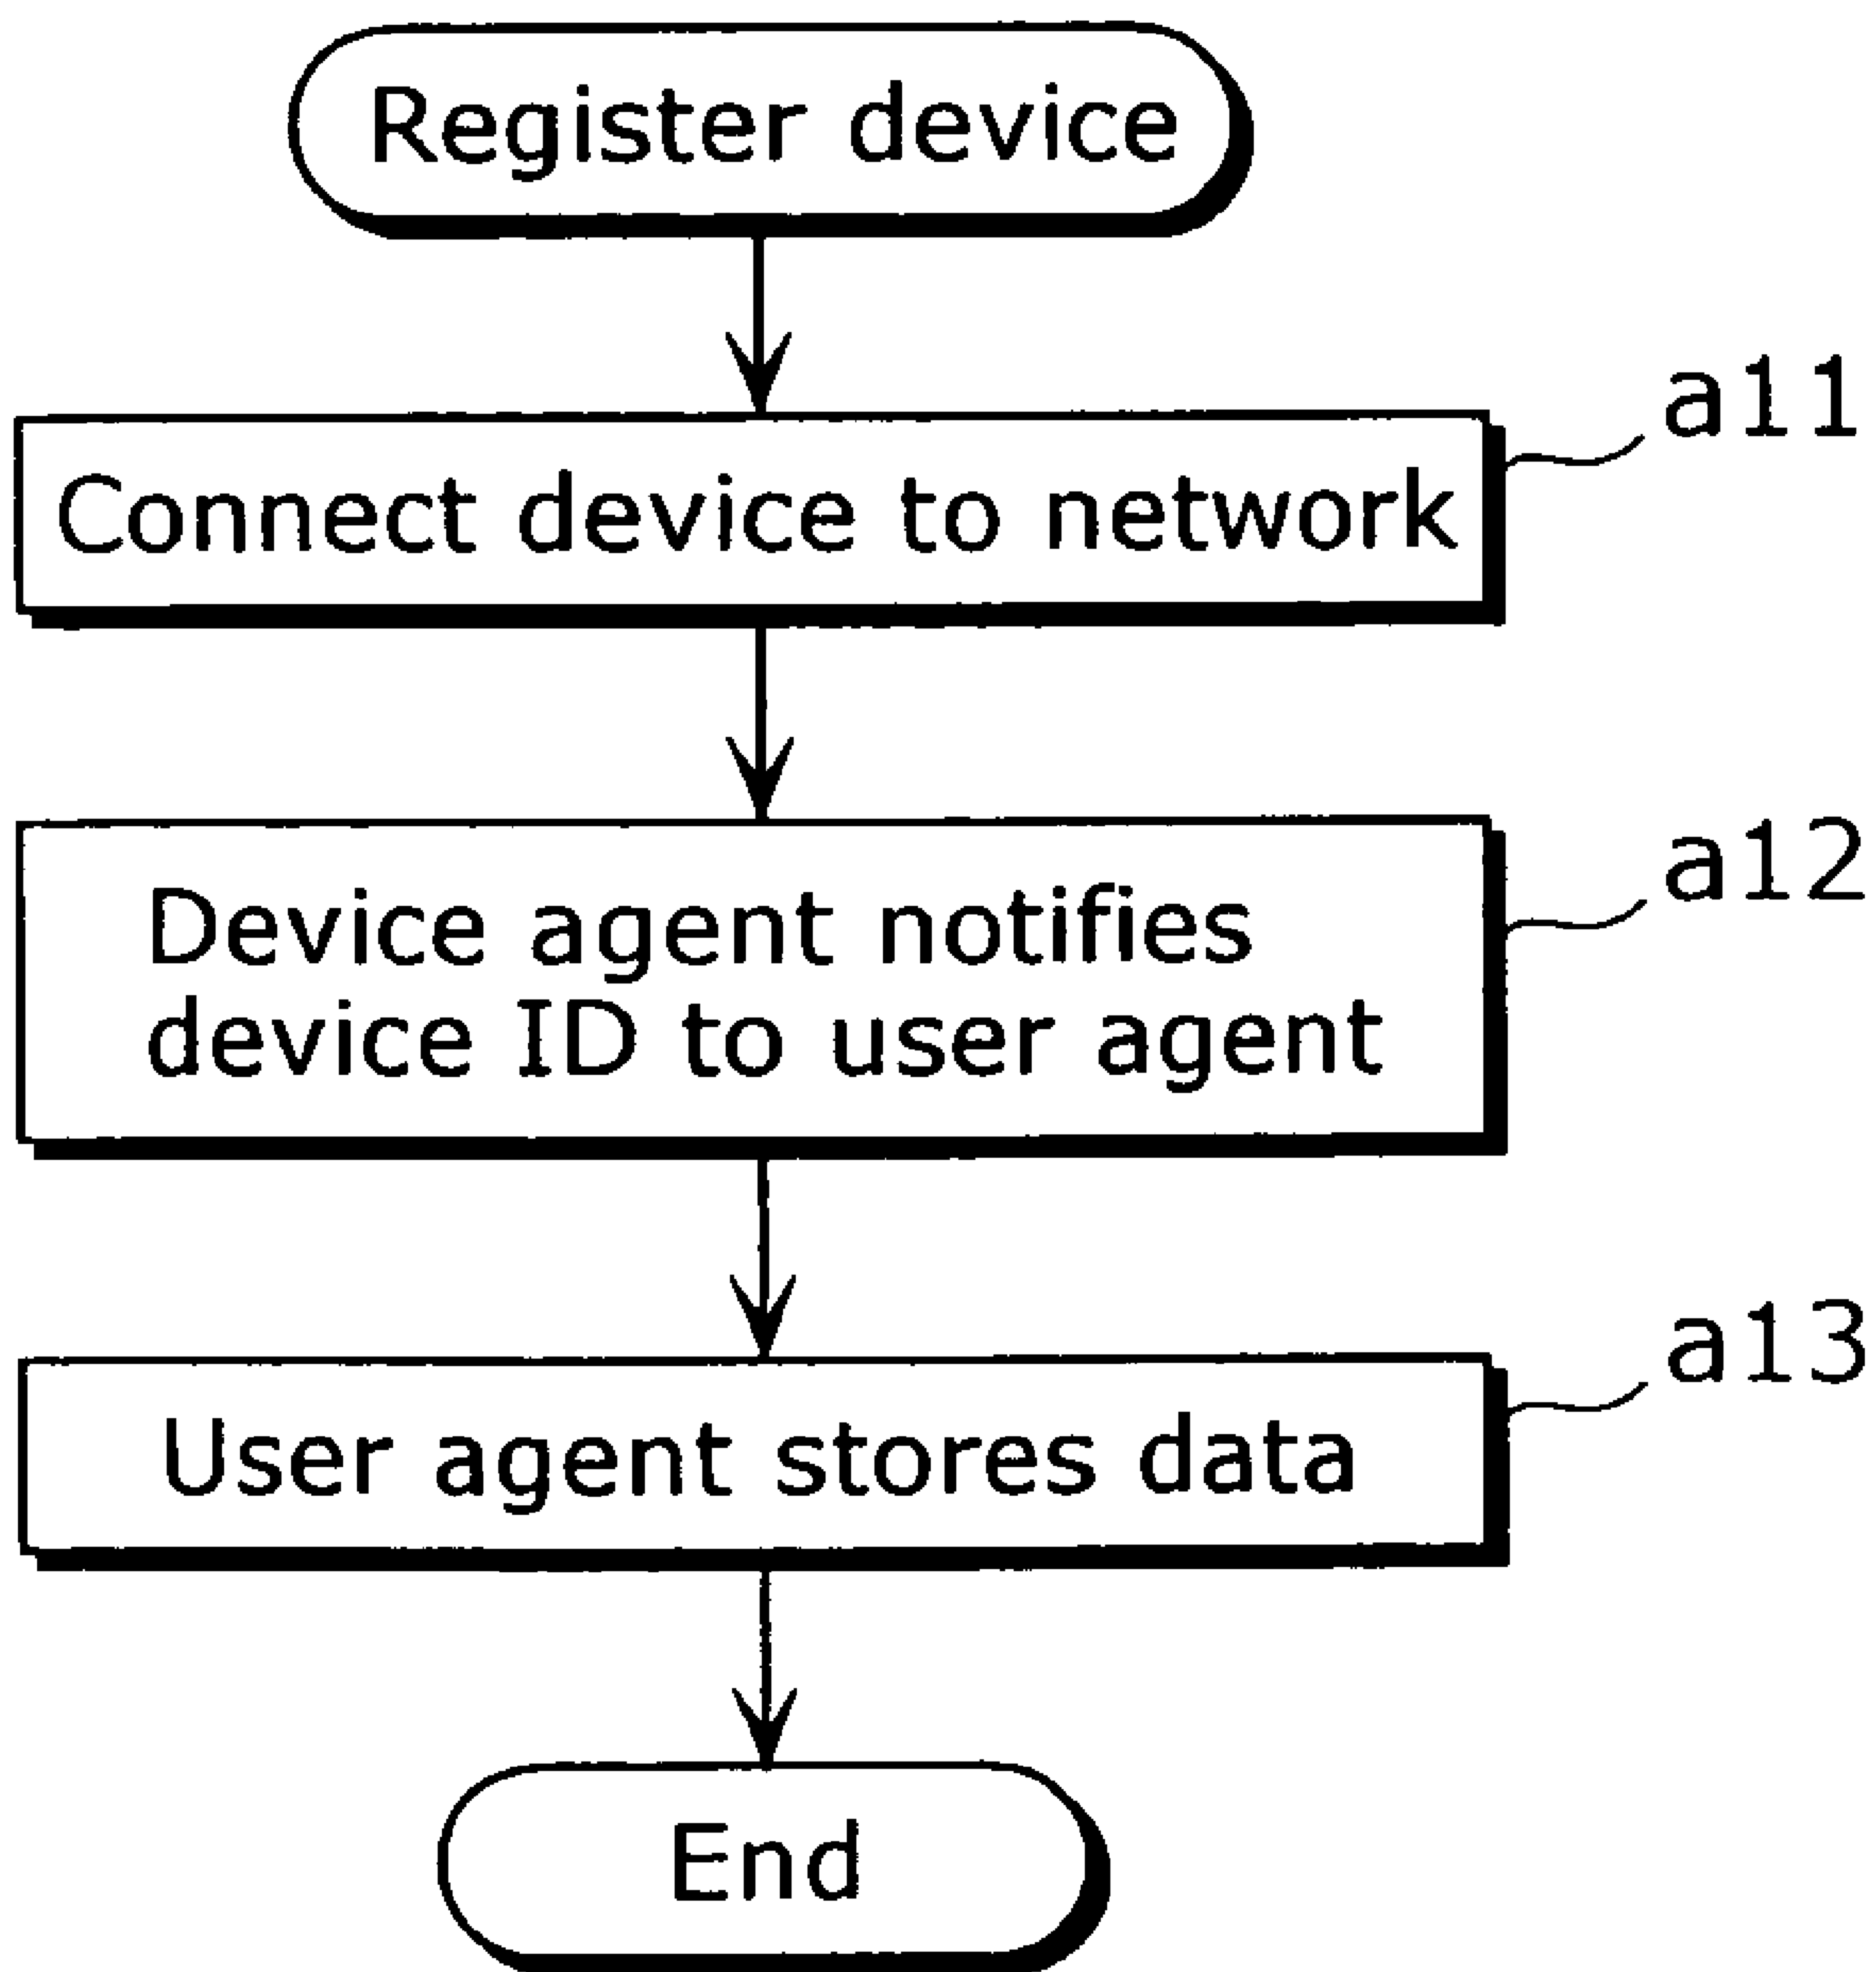 Register device
a11
Connect device to network
a12
Device agent notifies
device ID to user agent
a13
User agent stores data
End